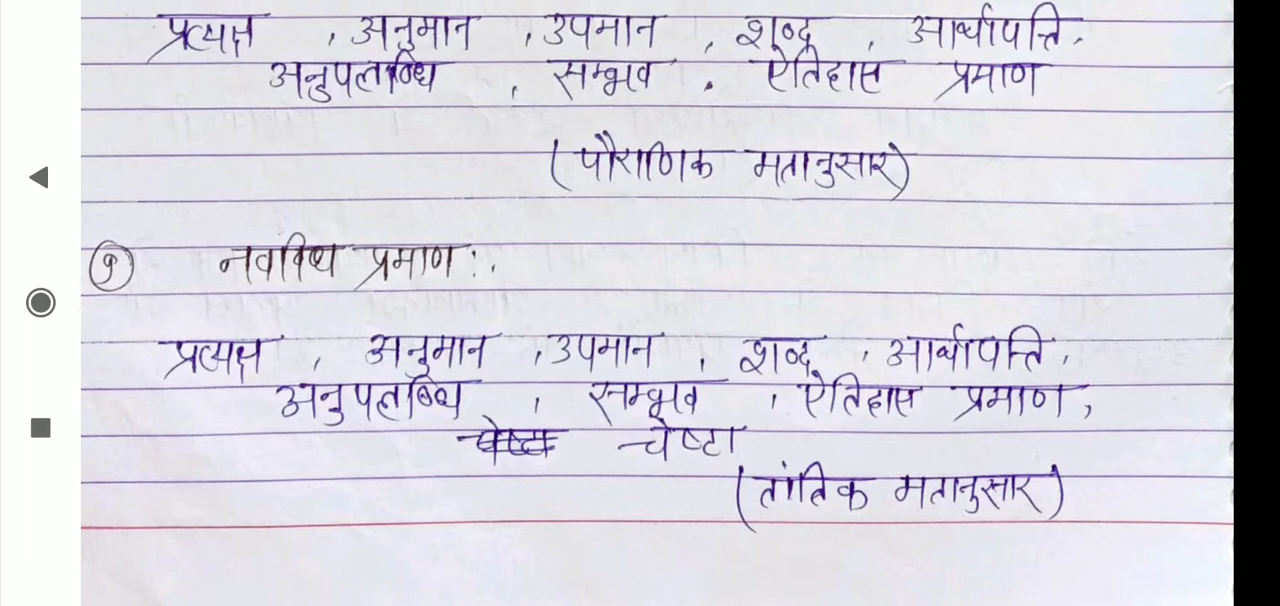 प्रत्यक्ष , अनुमान , उपमान , शब्द , आर्थापत्ति,
अनुपलब्धि , सम्भव . ऐतिहास प्रमाण
(पौराणिक मतानुसार)
९ नवविध प्रमाण :.
प्रत्यक्ष , अनुमान , उपमान , शब्द , आर्थापत्ति,
अनुपलब्धि , सम्भव , ऐतिहास प्रमाण,
चेष्टा चेष्टा
(तांतिक मतानुसार)